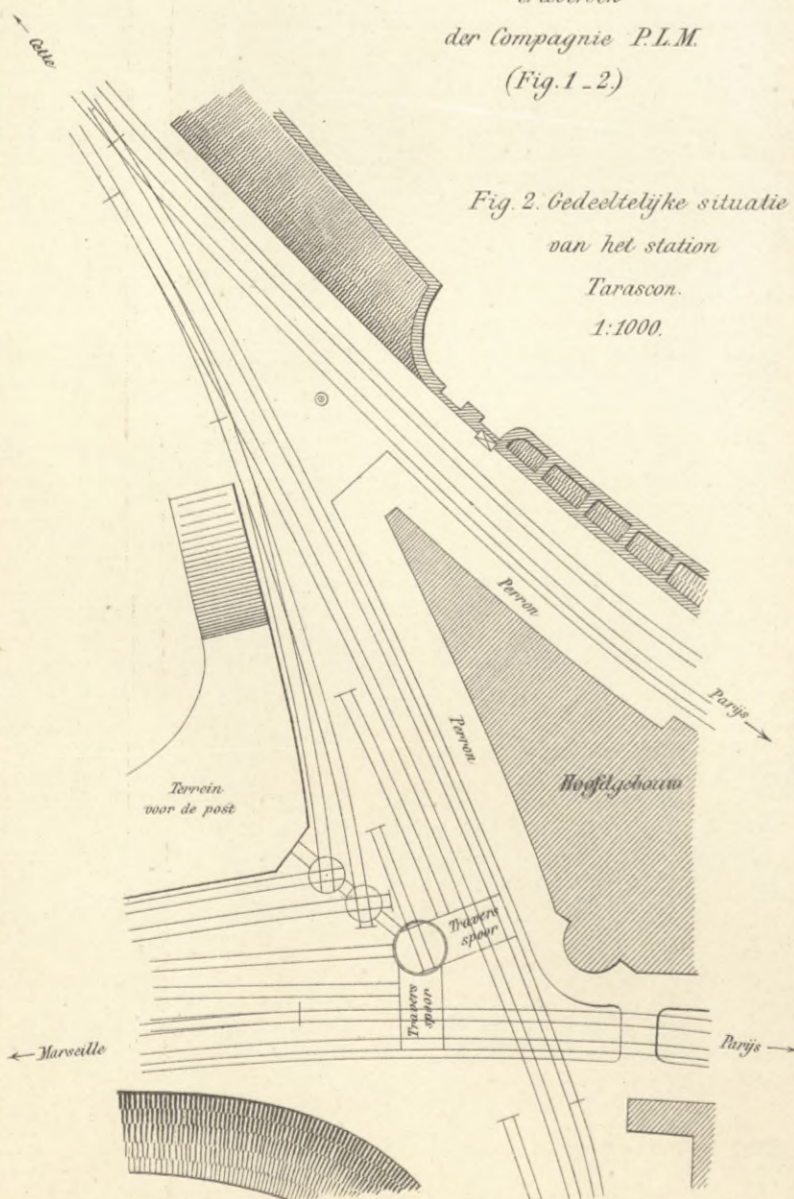 der Compagnie P.L.M.
(Fig. 1-2.)
Cette
Fig. 2. Gedeeltelijke situatie
van het station
Tarascon.
1:1000.
Perron
Parijs
Perron
Hoofdgebouw
Terrein
voor de post
Travers
spoor
Travers
spoor
Marseille
Parijs